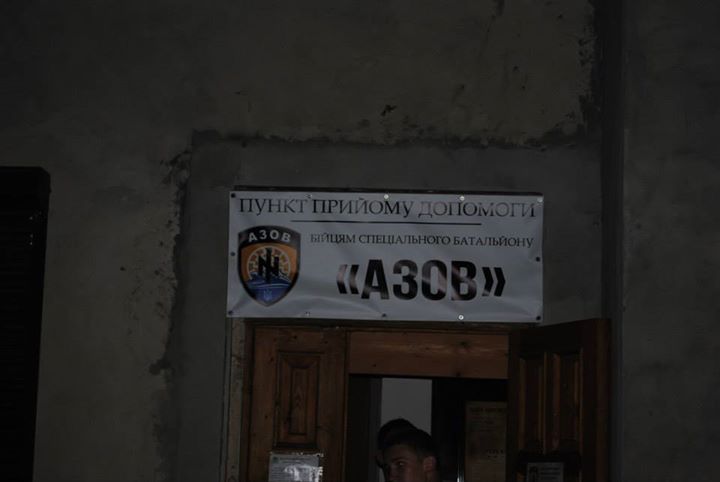 ПУНКТ ПРИЙОМУ ДОПОМОГИ
БІЙЦЯМ СПЕЦІАЛЬНОГО БАТАЛЬЙОНУ
«АЗОВ»
АЗОВ